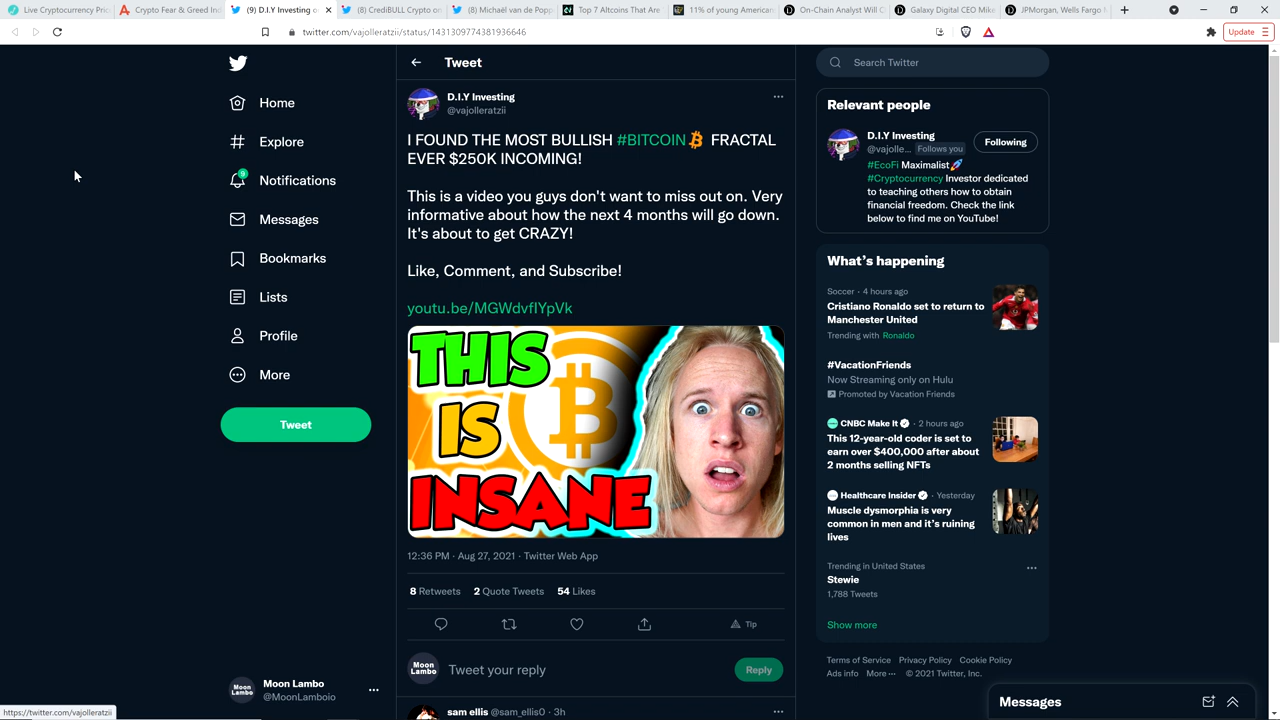 Live Cryptocurrency Pric
Crypto Fear & Greed Ind
(9) D.I.Y Investing o
(8) CrediBULL Crypto on
(8) Michaël van de Popp
Top 7 Altcoins That Are
11% of young American
On-Chain Analyst Will C
Galaxy Digital CEO Mike
JPMorgan, Wells Fargo
twitter.com/vajolleratzii/status/1431309774381936646
Update
Home
Explore
9
Notifications
Messages
Bookmarks
Lists
Profile
More
Tweet
Moon Lambo
Moon Lambo
@MoonLamboio
https://twitter.com/vajolleratzii
Tweet
D.I.Y Investing
@vajolleratzii
I FOUND THE MOST BULLISH #BITCOIN FRACTAL
EVER $250K INCOMING!
This is a video you guys don't want to miss out on. Very
informative about how the next 4 months will go down.
It's about to get CRAZY!
Like, Comment, and Subscribe!
youtu.be/MGWdvfIYpVk
THIS
IS
INSANE
12:36 PM · Aug 27, 2021 · Twitter Web App
8 Retweets 2 Quote Tweets 54 Likes
Tip
Moon Lambo
Tweet your reply
Reply
sam ellis @sam_ellis0 · 3h
Search Twitter
Relevant people
D.I.Y Investing
@vajolle... Follows you
Following
#EcoFi Maximalist
#Cryptocurrency Investor dedicated
to teaching others how to obtain
financial freedom. Check the link
below to find me on YouTube!
What's happening
Soccer · 4 hours ago
Cristiano Ronaldo set to return to
Manchester United
Trending with Ronaldo
#VacationFriends
Now Streaming only on Hulu
Promoted by Vacation Friends
CNBC Make It · 2 hours ago
This 12-year-old coder is set to
earn over $400,000 after about
2 months selling NFTs
Healthcare Insider · Yesterday
Muscle dysmorphia is very
common in men and it's ruining
lives
Trending in United States
Stewie
1,788 Tweets
Show more
Terms of Service Privacy Policy Cookie Policy
Ads info More ··· © 2021 Twitter, Inc.
Messages